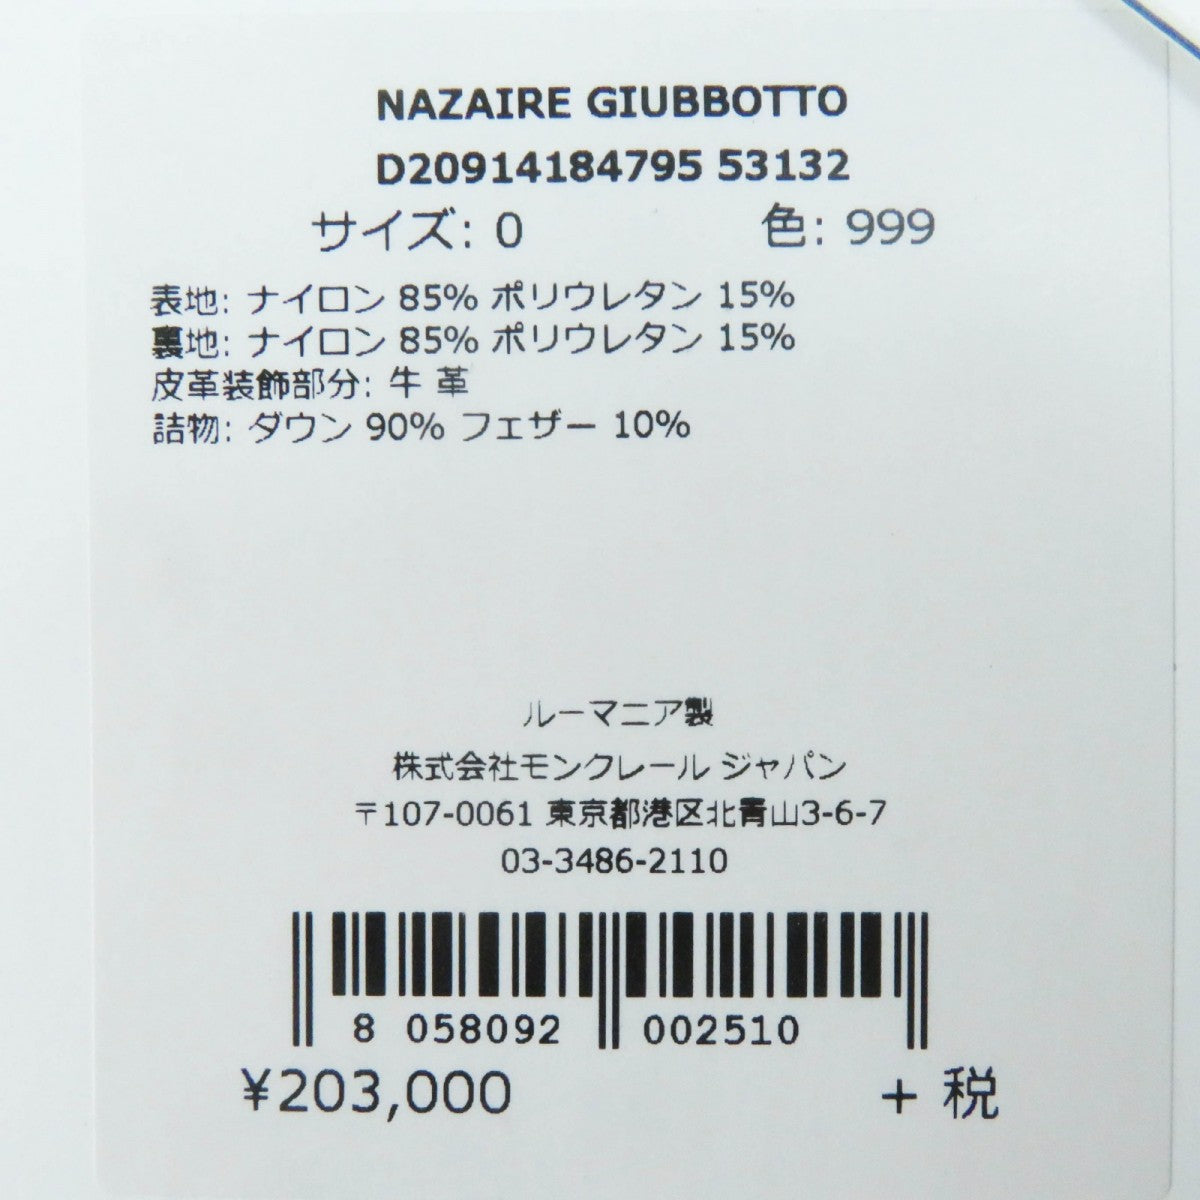 NAZAIRE GIUBBOTTO
D20914184795 53132
サイズ: 0 色: 999
表地: ナイロン 85% ポリウレタン 15%
裏地: ナイロン 85% ポリウレタン 15%
皮革装飾部分: 牛 革
詰物: ダウン 90% フェザー 10%
ルーマニア製
株式会社モンクレール ジャパン
〒107-0061 東京都港区北青山3-6-7
03-3486-2110
8 058092 002510
¥203,000 + 税